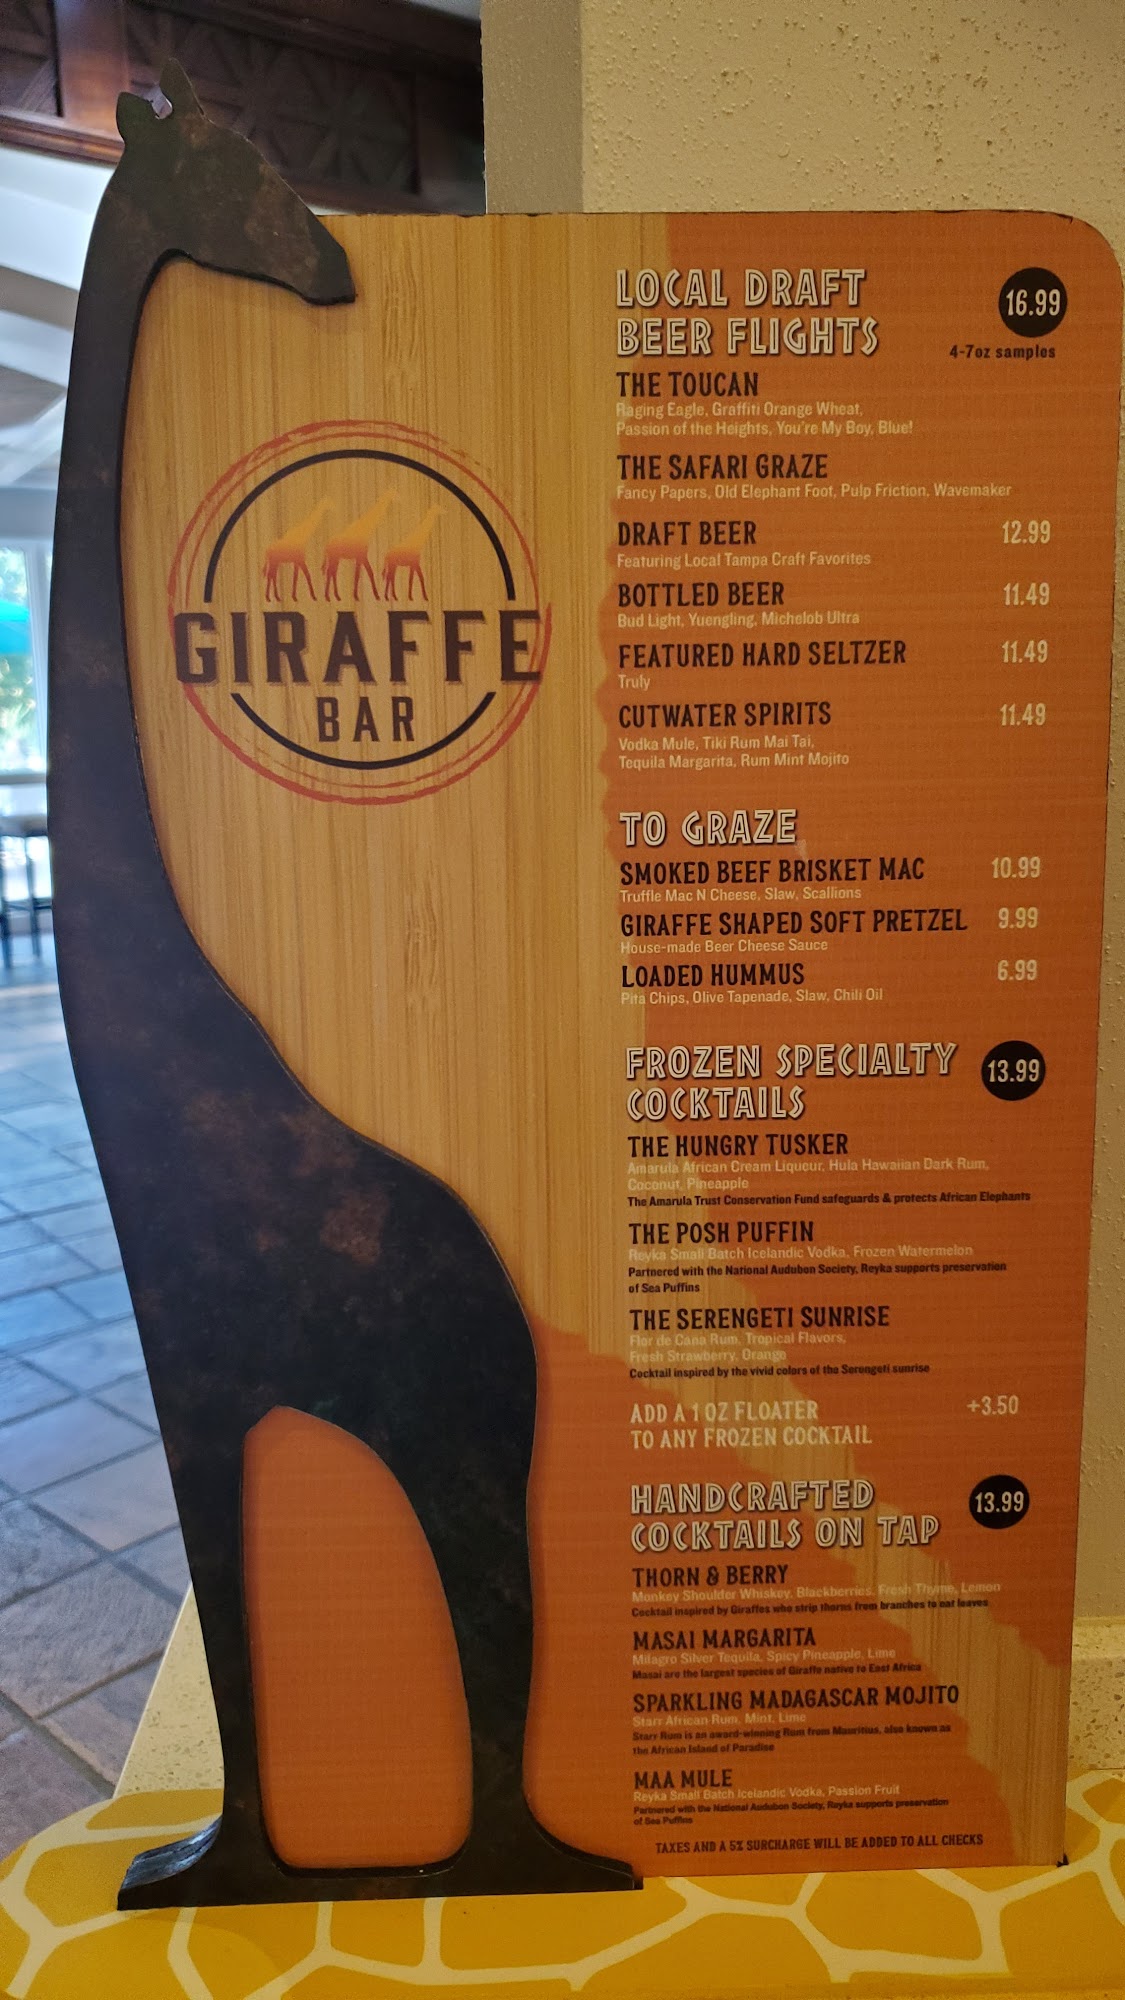 GIRAFFE
BAR
LOCAL DRAFT
BEER FLIGHTS
16.99
4-7oz samples
THE TOUCAN
Raging Eagle, Graffiti Orange Wheat,
Passion of the Heights, You're My Boy, Blue!
THE SAFARI GRAZE
Fancy Papers, Old Elephant Foot, Pulp Friction, Wavemaker
DRAFT BEER 12.99
Featuring Local Tampa Craft Favorites
BOTTLED BEER 11.49
Bud Light, Yuengling, Michelob Ultra
FEATURED HARD SELTZER 11.49
Truly
CUTWATER SPIRITS 11.49
Vodka Mule, Tiki Rum Mai Tai,
Tequila Margarita, Rum Mint Mojito
TO GRAZE
SMOKED BEEF BRISKET MAC 10.99
Truffle Mac N Cheese, Slaw, Scallions
GIRAFFE SHAPED SOFT PRETZEL 9.99
House-made Beer Cheese Sauce
LOADED HUMMUS 6.99
Pita Chips, Olive Tapenade, Slaw, Chili Oil
FROZEN SPECIALTY
COCKTAILS
13.99
THE HUNGRY TUSKER
Amarula African Cream Liqueur, Hula Hawaiian Dark Rum,
Coconut, Pineapple
The Amarula Trust Conservation Fund safeguards & protects African Elephants
THE POSH PUFFIN
Reyka Small Batch Icelandic Vodka, Frozen Watermelon
Partnered with the National Audubon Society, Reyka supports preservation
of Sea Puffins
THE SERENGETI SUNRISE
Flor de Cana Rum, Tropical Flavors,
Fresh Strawberry, Orange
Cocktail inspired by the vivid colors of the Serengeti sunrise
ADD A 1 OZ FLOATER +3.50
TO ANY FROZEN COCKTAIL
HANDCRAFTED
COCKTAILS ON TAP
13.99
THORN & BERRY
Monkey Shoulder Whiskey, Blackberries, Fresh Thyme, Lemon
Cocktail inspired by Giraffes who strip thorns from branches to eat leaves
MASAI MARGARITA
Milagro Silver Tequila, Spicy Pineapple, Lime
Masai are the largest species of Giraffe native to East Africa
SPARKLING MADAGASCAR MOJITO
Starr African Rum, Mint, Lime
Starr Rum is an award-winning Rum from Mauritius, also known as
the African Island of Paradise
MAA MULE
Reyka Small Batch Icelandic Vodka, Passion Fruit
Partnered with the National Audubon Society, Reyka supports preservation
of Sea Puffins
TAXES AND A 5% SURCHARGE WILL BE ADDED TO ALL CHECKS